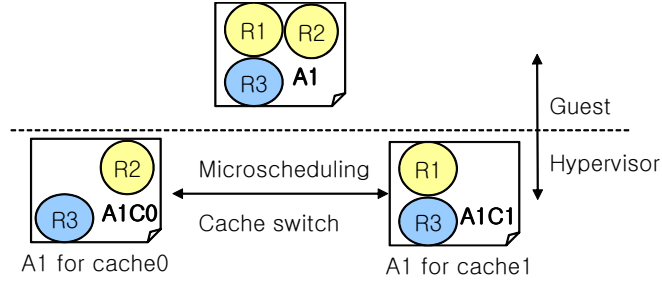 R1 R2
R3 A1
Guest
Hypervisor
R2
R3 A1C0
A1 for cache0
Microscheduling
Cache switch
R1
R3 A1C1
A1 for cache1